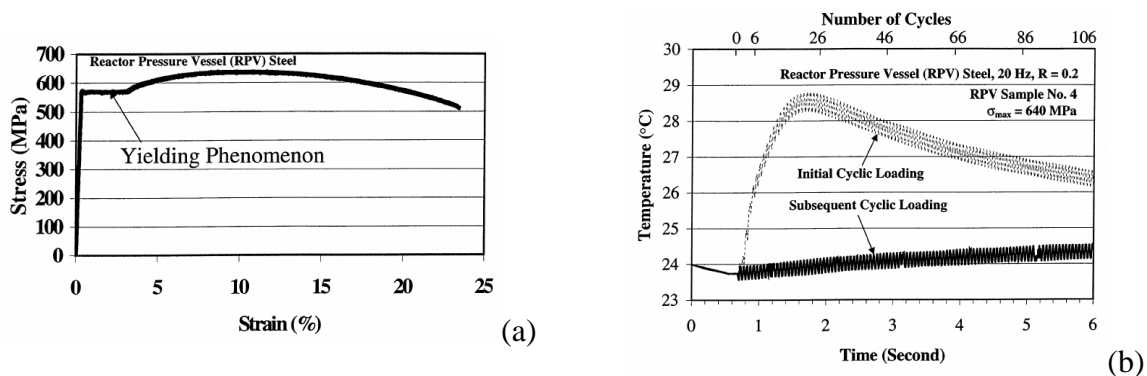 700
600
500
400
300
200
100
0
Stress (MPa)
Reactor Pressure Vessel (RPV) Steel
Yielding Phenomenon
0 5 10 15 20 25
Strain (%)
(a)
Number of Cycles
0 6 26 46 66 86 106
30
29
28
27
26
25
24
23
Temperature (°C)
Reactor Pressure Vessel (RPV) Steel, 20 Hz, R = 0.2
RPV Sample No. 4
σmax = 640 MPa
Initial Cyclic Loading
Subsequent Cyclic Loading
0 1 2 3 4 5 6
Time (Second)
(b)